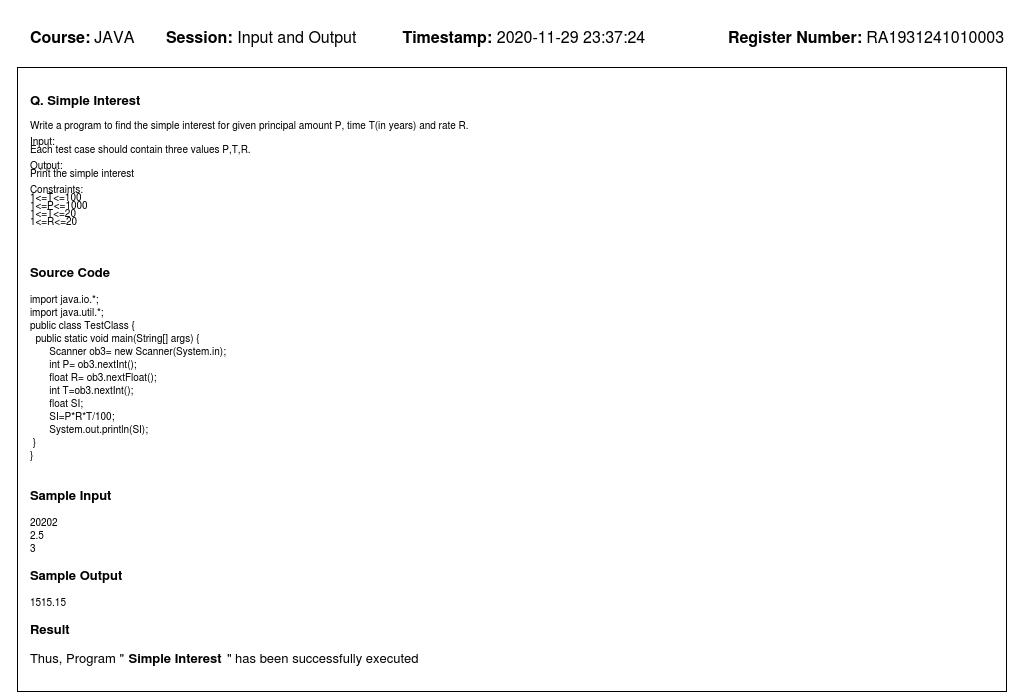 Course: JAVA Session: Input and Output Timestamp: 2020-11-29 23:37:24 Register Number: RA1931241010003
Q. Simple Interest
Write a program to find the simple interest for given principal amount P, time T(in years) and rate R.
Input:
Each test case should contain three values P,T,R.
Output:
Print the simple interest
Constraints:
1<=T<=100
1<=P<=1000
1<=T<=20
1<=R<=20
Source Code
import java.io.*;
import java.util.*;
public class TestClass {
public static void main(String[] args) {
Scanner ob3= new Scanner(System.in);
int P= ob3.nextInt();
float R= ob3.nextFloat();
int T=ob3.nextInt();
float SI;
SI=P*R*T/100;
System.out.println(SI);
}
}
Sample Input
20202
2.5
3
Sample Output
1515.15
Result
Thus, Program " Simple Interest " has been successfully executed